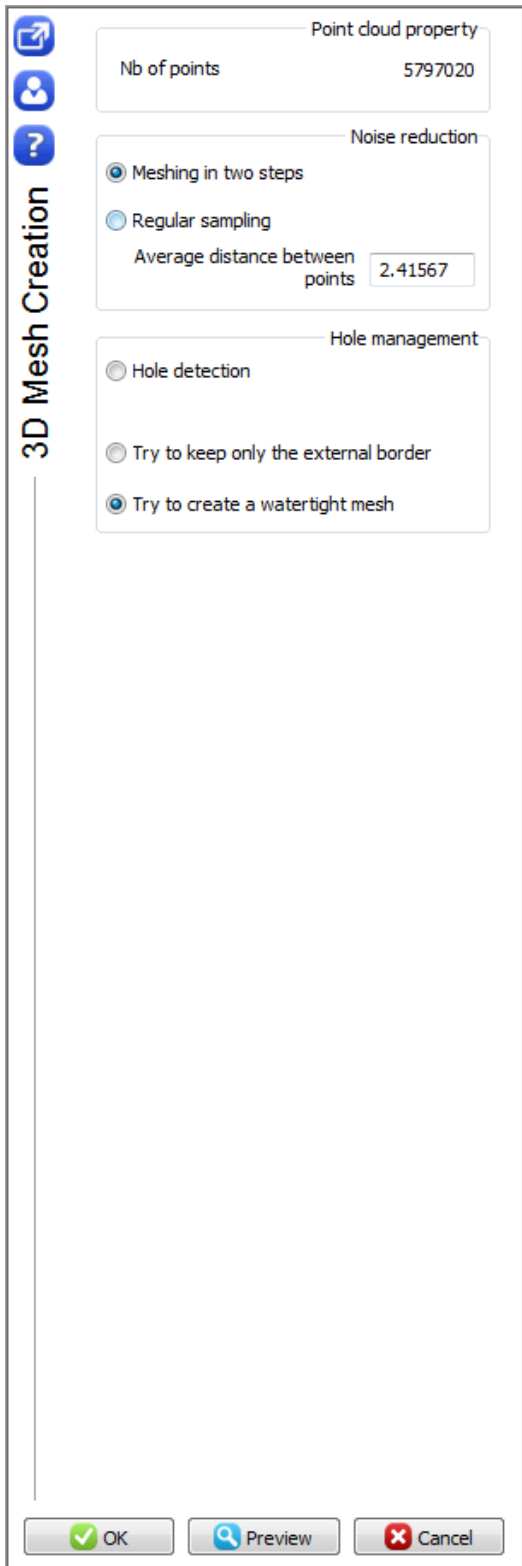 3D Mesh Creation
Point cloud property
Nb of points 5797020
Noise reduction
Meshing in two steps
Regular sampling
Average distance between
points 2.41567
Hole management
Hole detection
Try to keep only the external border
Try to create a watertight mesh
OK Preview Cancel